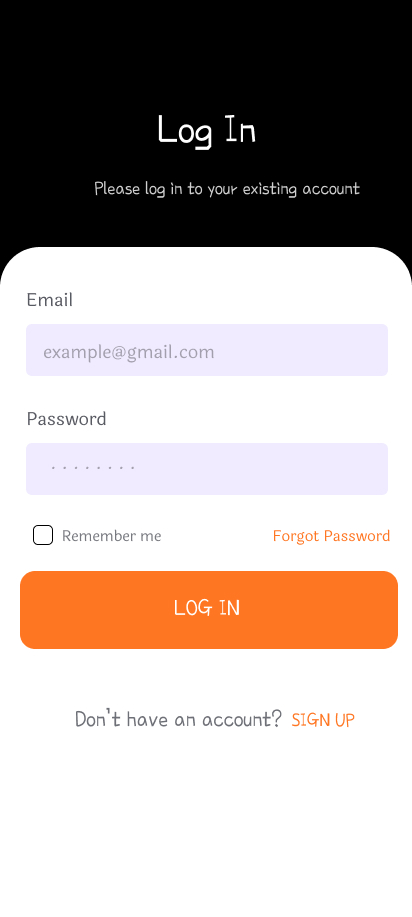 Log In
Please log in to your existing account
Email
example@gmail.com
Password
. . . . . . . .
Remember me Forgot Password
LOG IN
Don't have an account? SIGN UP